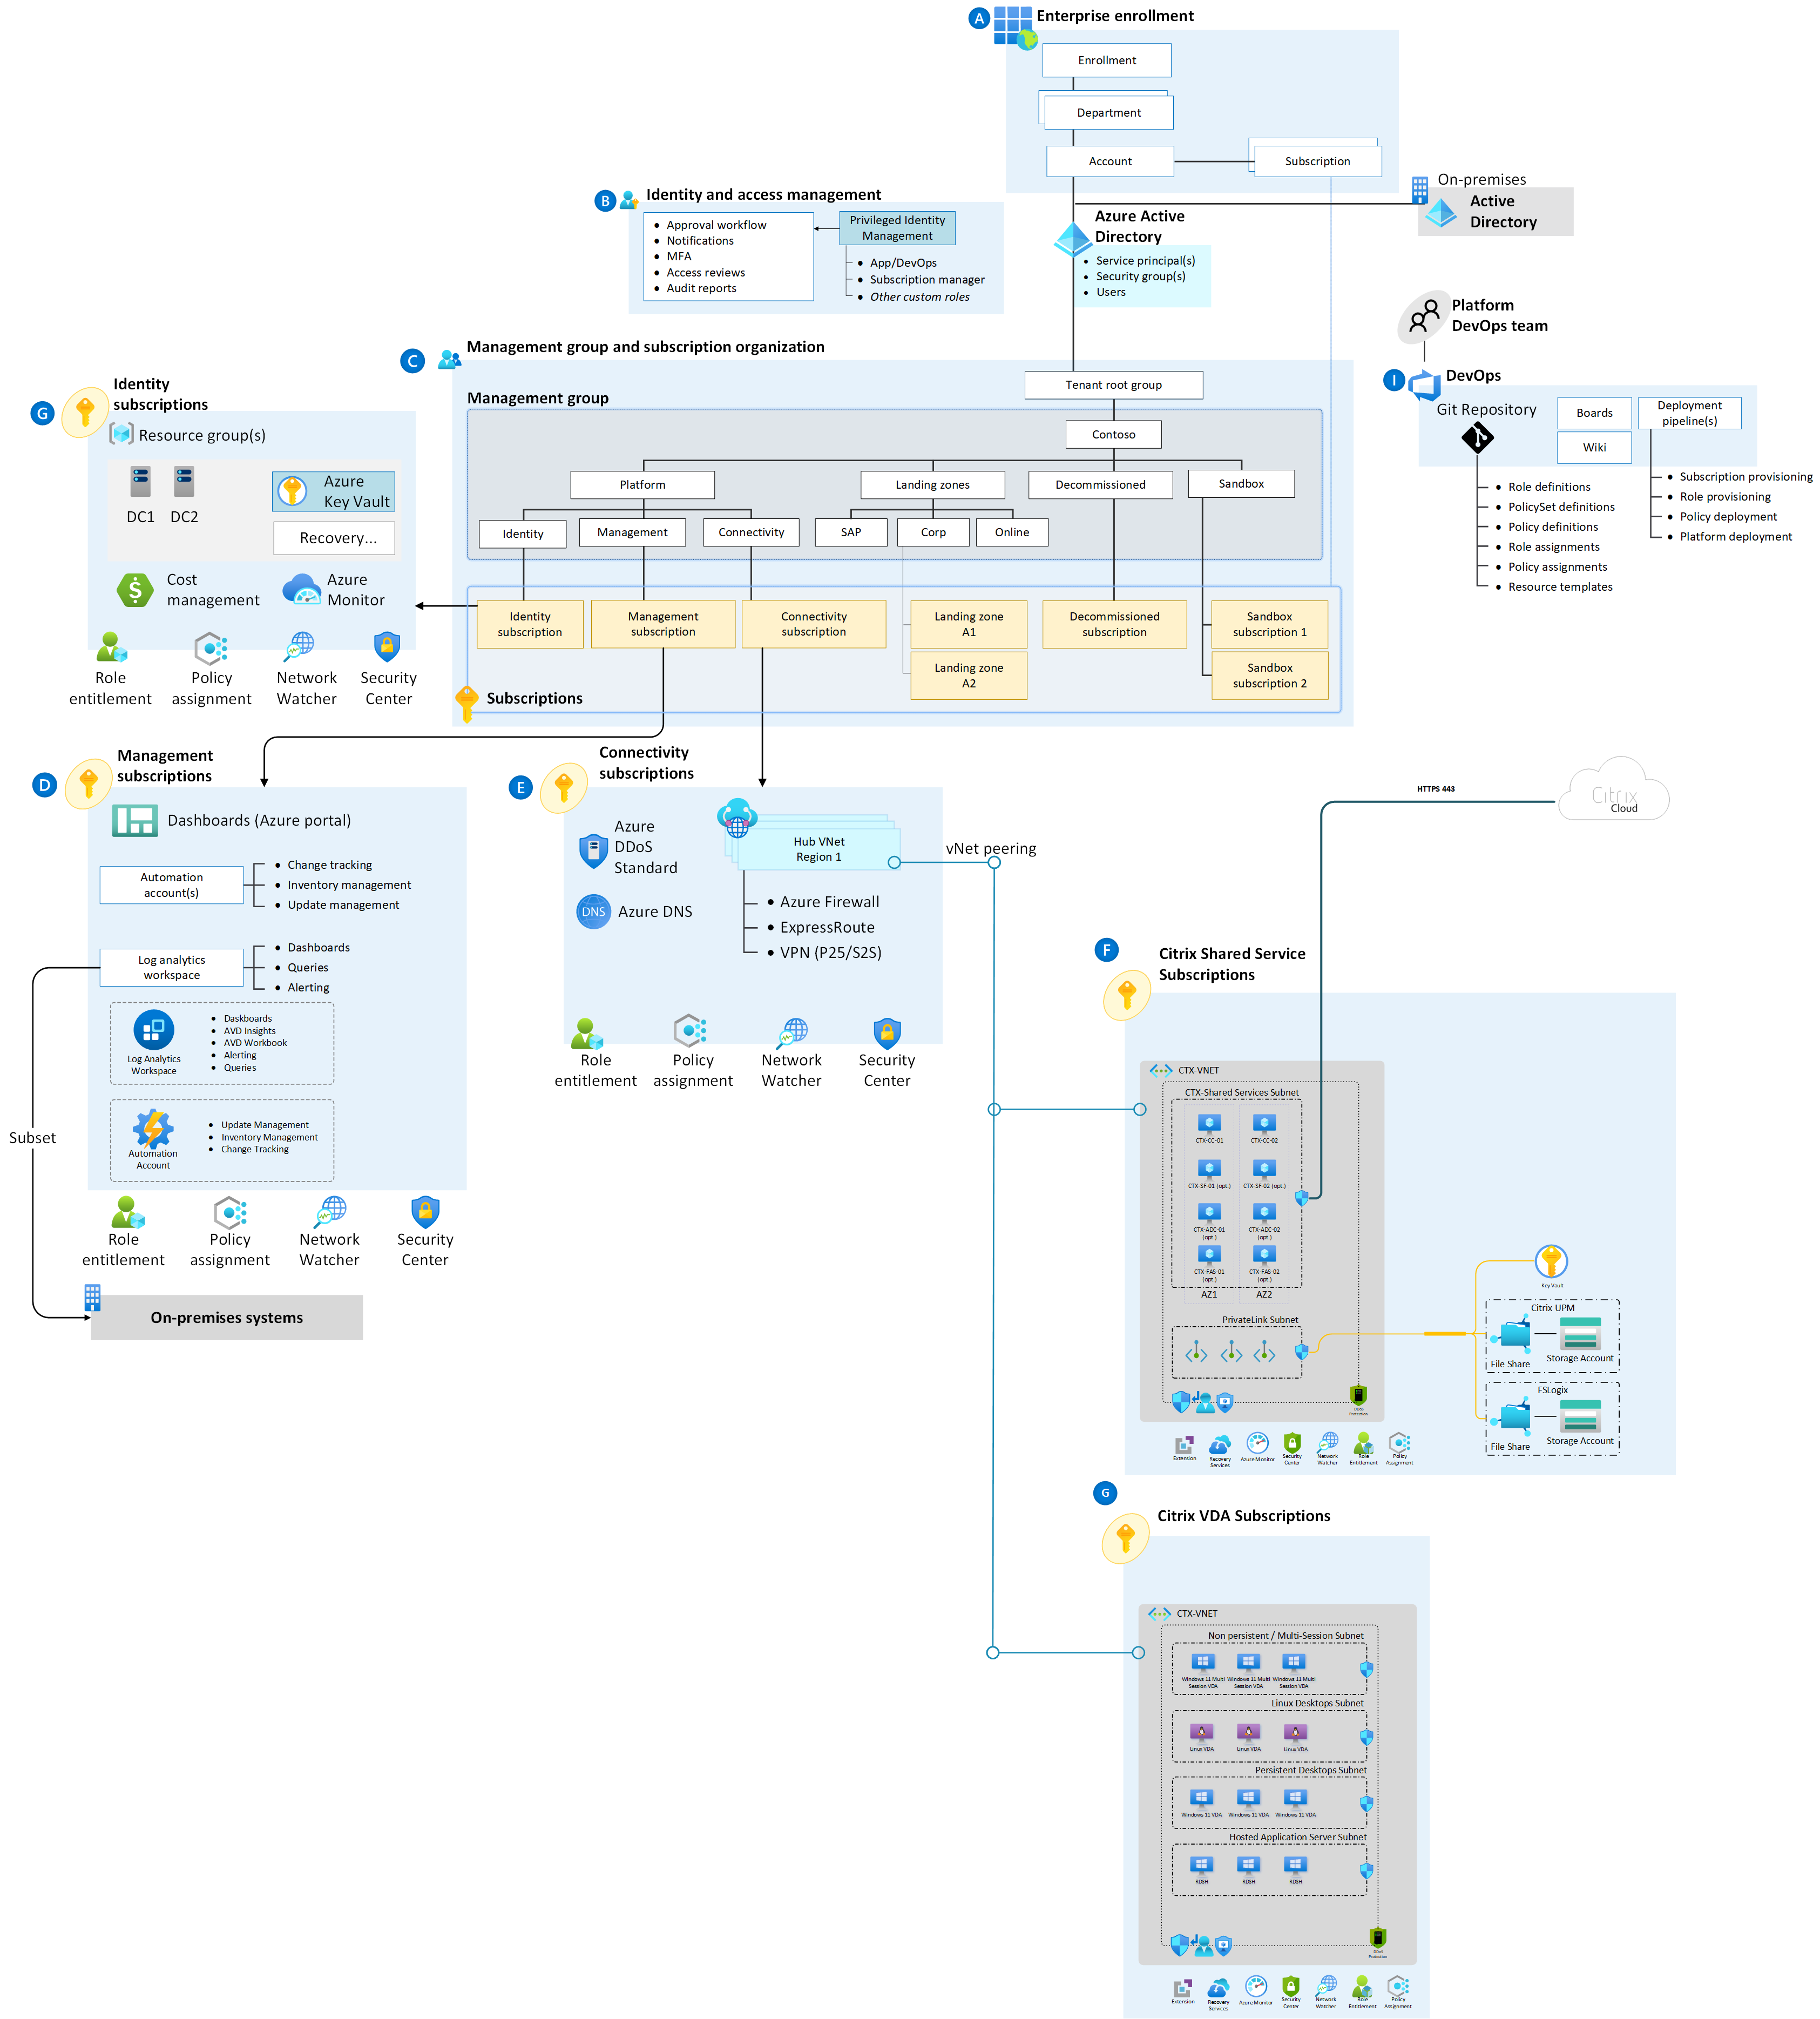 A
Enterprise enrollment
Enrollment
Department
Account
Subscription
On-premises
Active
Directory
B
Identity and access management
Approval workflow
Notifications
MFA
Access reviews
Audit reports
Privileged Identity
Management
App/DevOps
Subscription manager
Other custom roles
Azure Active
Directory
Service principal(s)
Security group(s)
Users
Platform
DevOps team
I
DevOps
Git Repository
Boards
Wiki
Deployment
pipeline(s)
Role definitions
PolicySet definitions
Policy definitions
Role assignments
Policy assignments
Resource templates
Subscription provisioning
Role provisioning
Policy deployment
Platform deployment
C
Management group and subscription organization
Tenant root group
Management group
Contoso
Platform
Landing zones
Decommissioned
Sandbox
Identity
Management
Connectivity
SAP
Corp
Online
Identity
subscription
Management
subscription
Connectivity
subscription
Landing zone
A1
Landing zone
A2
Decommissioned
subscription
Sandbox
subscription 1
Sandbox
subscription 2
Subscriptions
G
Identity
subscriptions
Resource group(s)
DC1
DC2
Azure
Key Vault
Recovery...
Cost
management
Azure
Monitor
Role
entitlement
Policy
assignment
Network
Watcher
Security
Center
D
Management
subscriptions
Dashboards (Azure portal)
Automation
account(s)
Change tracking
Inventory management
Update management
Log analytics
workspace
Dashboards
Queries
Alerting
Log Analytics
Workspace
Daskboards
AVD Insights
AVD Workbook
Alerting
Queries
Automation
Account
Update Management
Inventory Management
Change Tracking
Subset
Role
entitlement
Policy
assignment
Network
Watcher
Security
Center
On-premises systems
E
Connectivity
subscriptions
Azure
DDoS
Standard
DNS
Azure DNS
Hub VNet
Region 1
Azure Firewall
ExpressRoute
VPN (P25/S2S)
vNet peering
Role
entitlement
Policy
assignment
Network
Watcher
Security
Center
HTTPS 443
Citrix
Cloud
F
Citrix Shared Service
Subscriptions
CTX-VNET
CTX-Shared Services Subnet
CTX-CC-01
CTX-CC-02
CTX-SF-01 (opt.)
CTX-SF-02 (opt.)
CTX-ADC-01
(opt.)
CTX-ADC-02
(opt.)
CTX-FAS-01
(opt.)
CTX-FAS-02
(opt.)
AZ1
AZ2
PrivateLink Subnet
DDoS
Protection
Key Vault
Citrix UPM
File Share
Storage Account
FSLogix
File Share
Storage Account
Extension
Recovery
Services
Azure Monitor
Security
Center
Network
Watcher
Role
Entitlement
Policy
Assignment
G
Citrix VDA Subscriptions
CTX-VNET
Non persistent / Multi-Session Subnet
Windows 11 Multi
Session VDA
Windows 11 Multi
Session VDA
Windows 11 Multi
Session VDA
Linux Desktops Subnet
Linux VDA
Linux VDA
Linux VDA
Persistent Desktops Subnet
Windows 11 VDA
Windows 11 VDA
Windows 11 VDA
Hosted Application Server Subnet
RDSH
RDSH
RDSH
DDoS
Protection
Extension
Recovery
Services
Azure Monitor
Security
Center
Network
Watcher
Role
Entitlement
Policy
Assignment